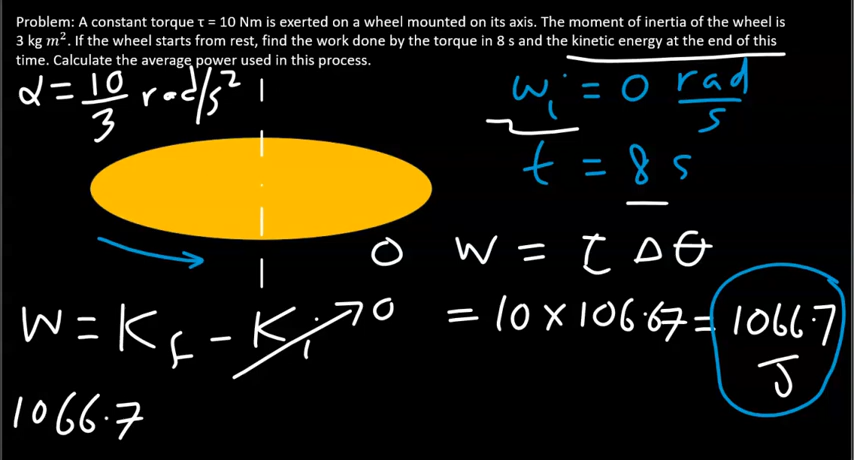 Problem: A constant torque τ = 10 Nm is exerted on a wheel mounted on its axis. The moment of inertia of the wheel is
3 kg m². If the wheel starts from rest, find the work done by the torque in 8 s and the kinetic energy at the end of this
time. Calculate the average power used in this process.
α = 10/3 rad/s²
ωi = 0 rad/s
t = 8 s
0
W = τ Δθ
= 10 × 106.67 = 1066.7 J
W = Kf - Ki → 0
1066.7